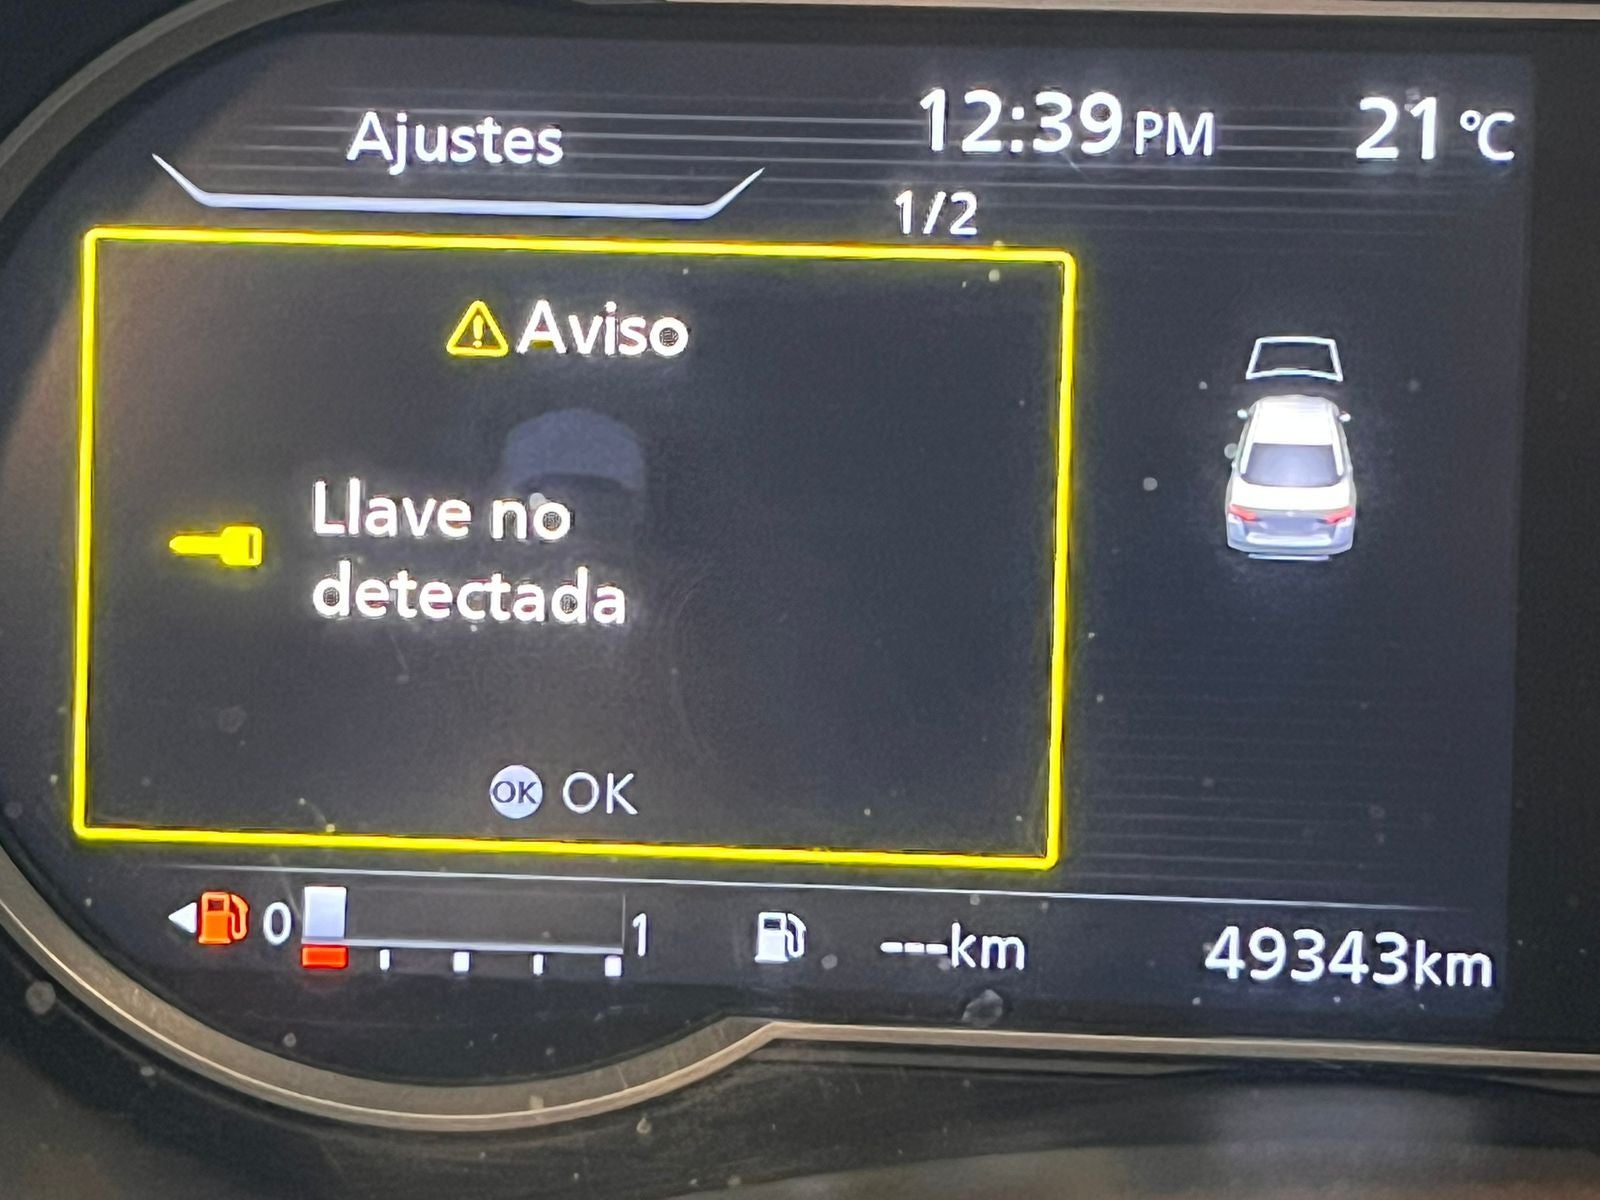 Ajustes
12:39 PM
21 °C
1/2
Aviso
Llave no
detectada
OK OK
0
1
---km
49343km